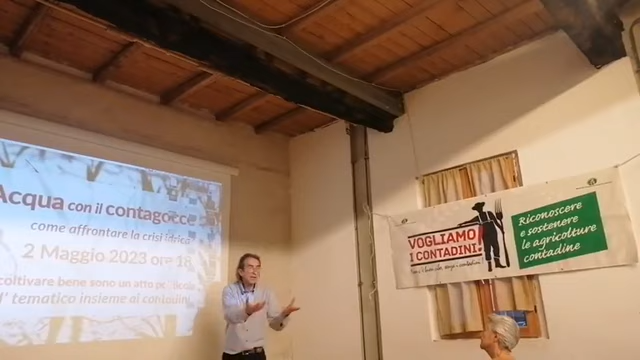 Acqua con il contagocce
come affrontare la crisi idrica
2 Maggio 2023 ore 18
coltivare bene sono un atto
tematico insieme ai contadini
VOGLIAMO
I CONTADINI!
Riconoscere
e sostenere
le agricolture
contadine